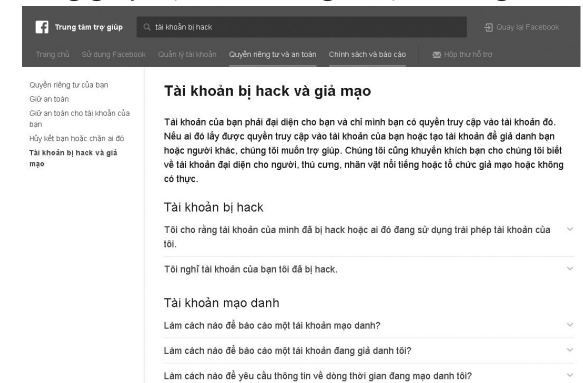 Trung tâm trợ giúp
tài khoản bị hack
Quay lại Facebook
Trang chủ Sử dụng Facebook Quản lý tài khoản Quyền riêng tư và an toàn Chính sách và báo cáo Hộp thư hỗ trợ
Quyền riêng tư của bạn
Giữ an toàn
Giữ an toàn cho tài khoản của
bạn
Hủy kết bạn hoặc chặn ai đó
Tài khoản bị hack và giả
mạo
Tài khoản bị hack và giả mạo
Tài khoản của bạn phải đại diện cho bạn và chỉ mình bạn có quyền truy cập vào tài khoản đó.
Nếu ai đó lấy được quyền truy cập vào tài khoản của bạn hoặc tạo tài khoản để giả danh bạn
hoặc người khác, chúng tôi muốn trợ giúp. Chúng tôi cũng khuyến khích bạn cho chúng tôi biết
về tài khoản đại diện cho người, thú cưng, nhân vật nổi tiếng hoặc tổ chức giả mạo hoặc không
có thực.
Tài khoản bị hack
Tôi cho rằng tài khoản của mình đã bị hack hoặc ai đó đang sử dụng trái phép tài khoản của
tôi.
Tôi nghĩ tài khoản của bạn tôi đã bị hack.
Tài khoản mạo danh
Làm cách nào để báo cáo một tài khoản mạo danh?
Làm cách nào để báo cáo một tài khoản đang giả danh tôi?
Làm cách nào để yêu cầu thông tin về dòng thời gian đang mạo danh tôi?